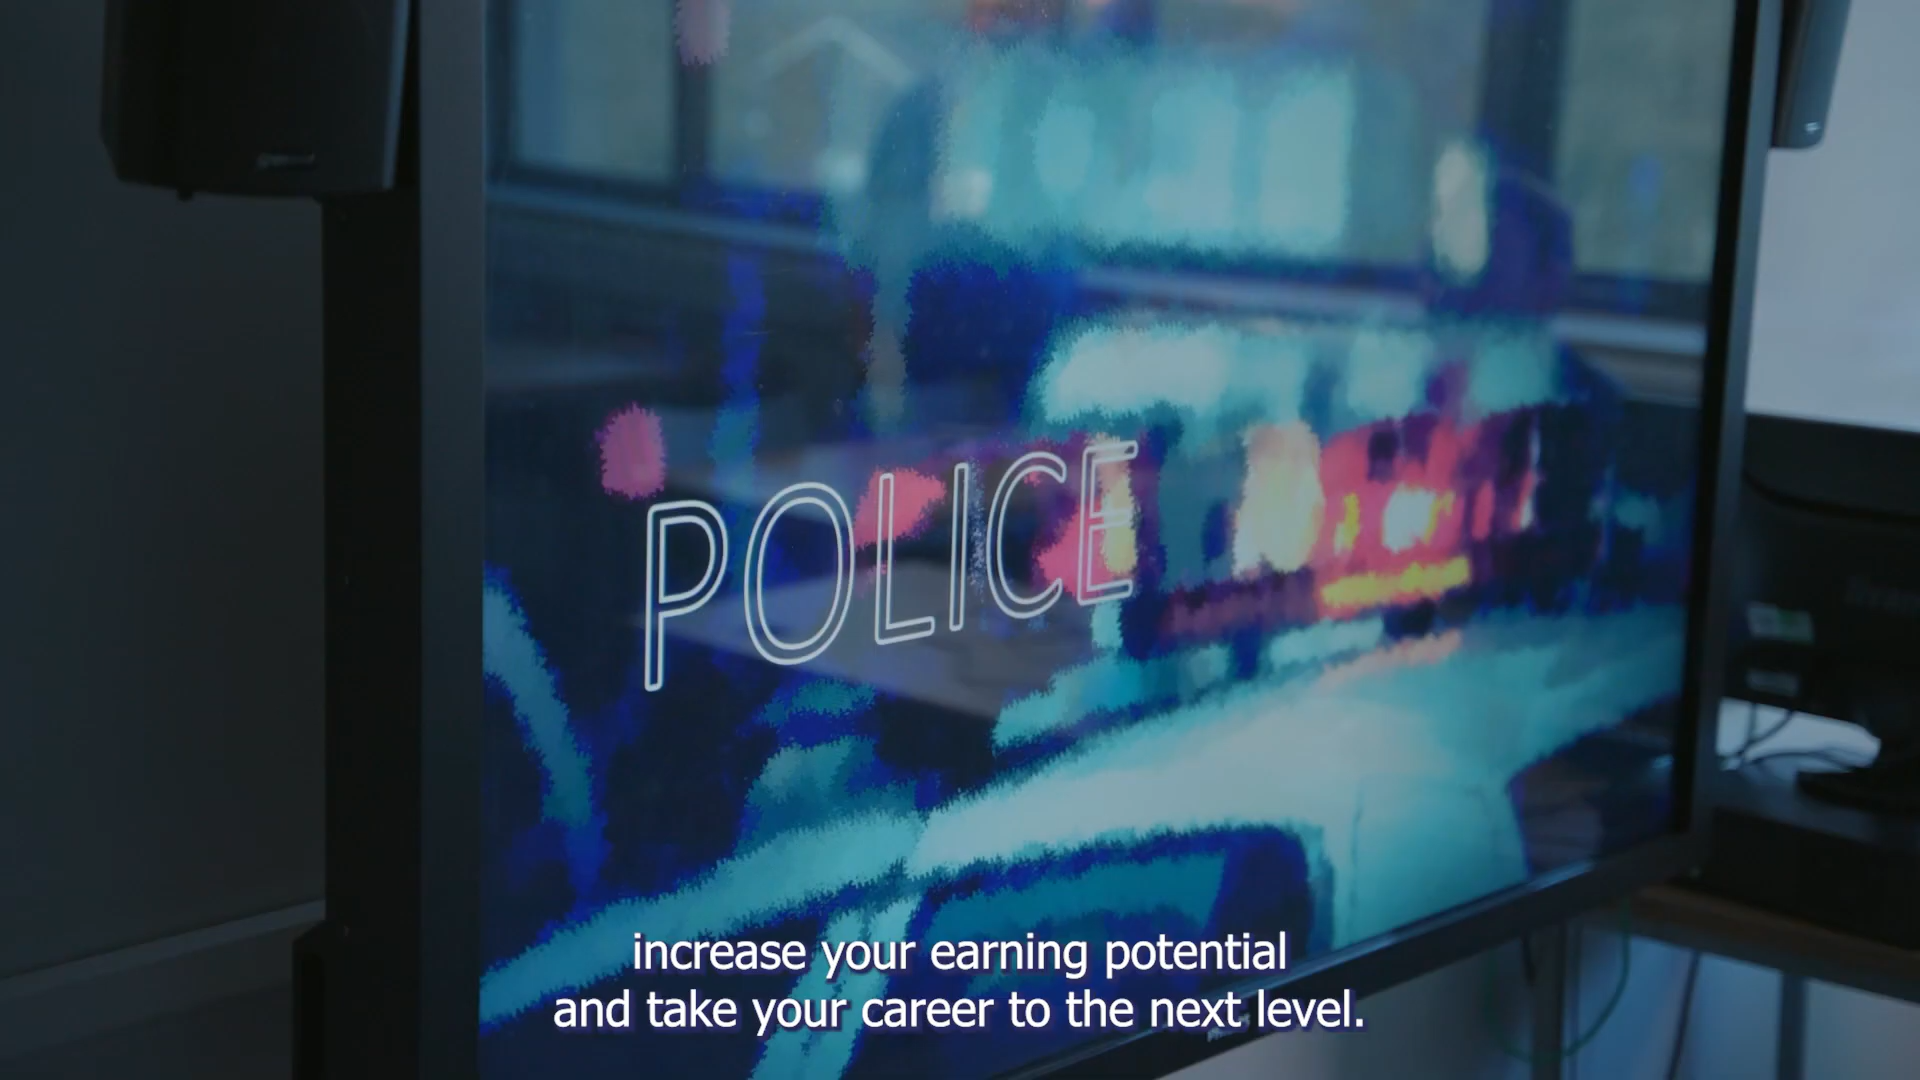 POLICE
increase your earning potential
and take your career to the next level.